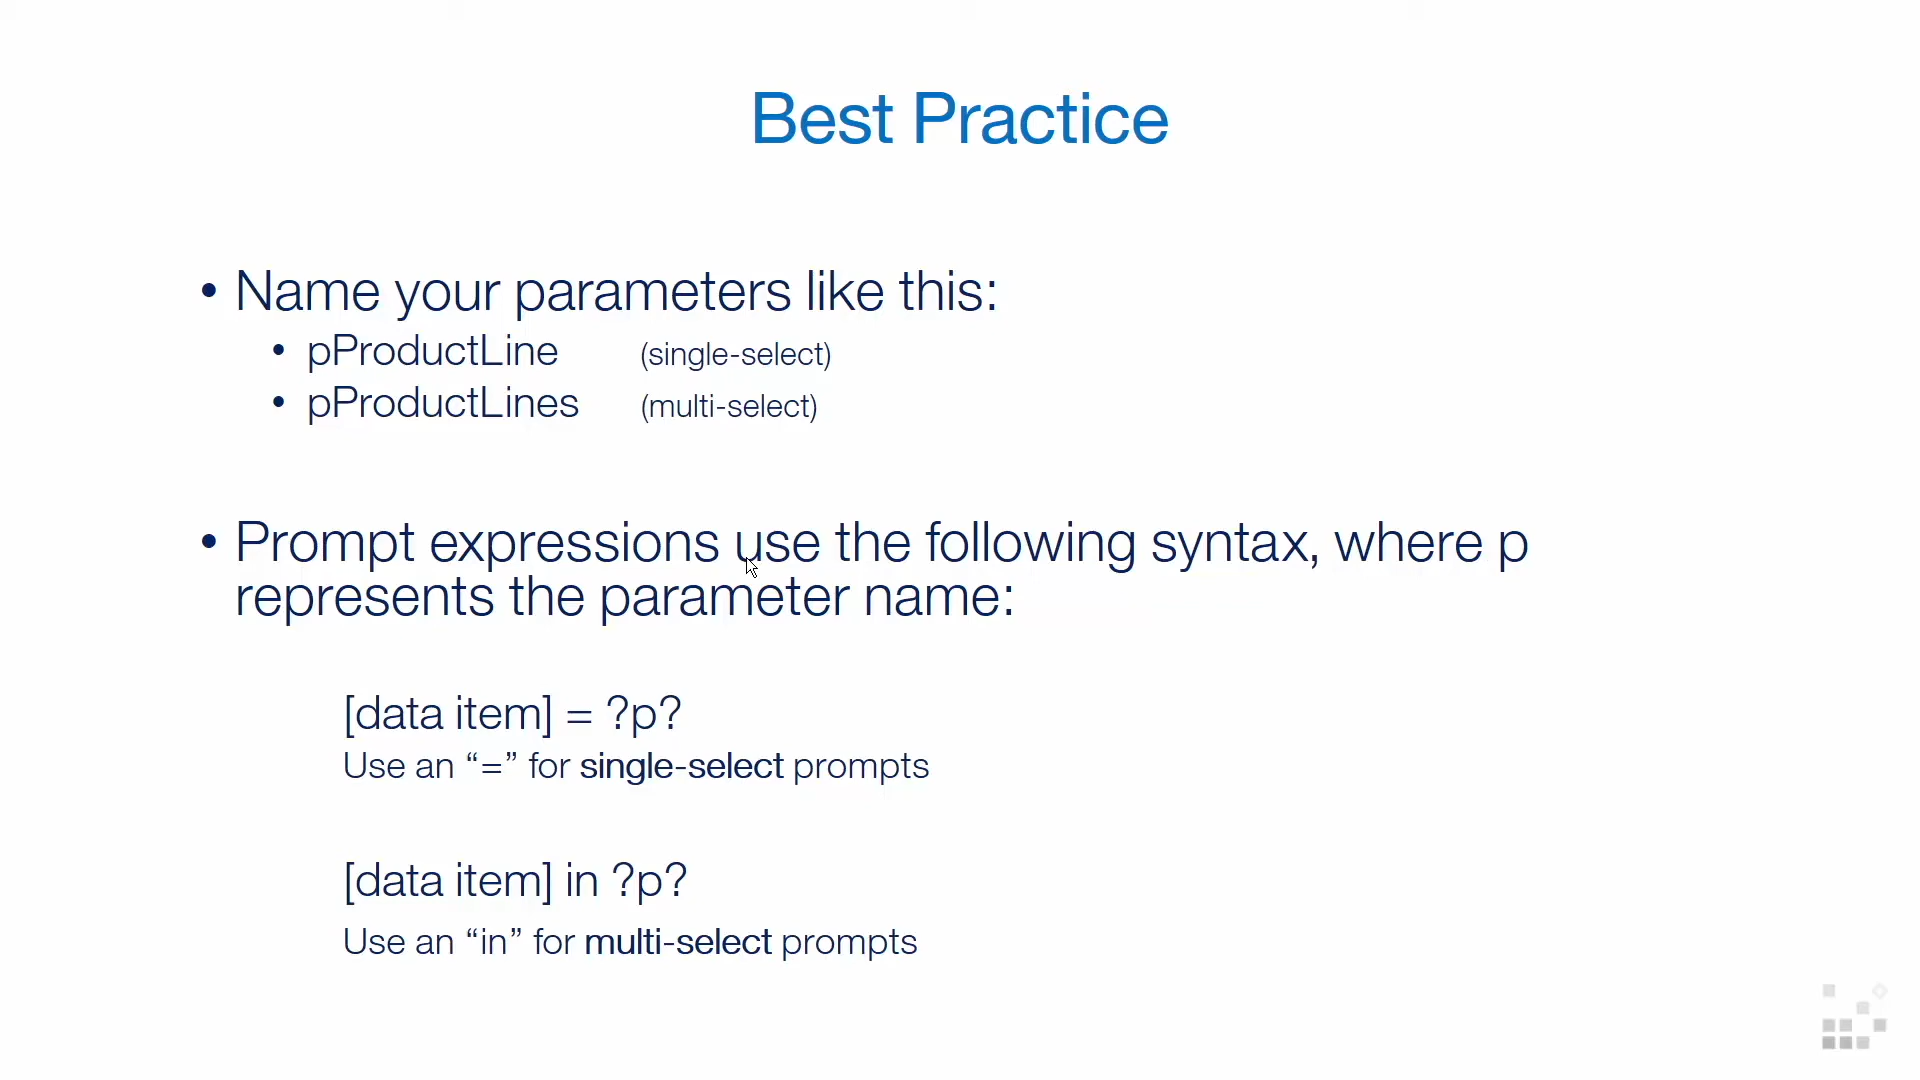 Best Practice
• Name your parameters like this:
• pProductLine (single-select)
• pProductLines (multi-select)
• Prompt expressions use the following syntax, where p
represents the parameter name:
[data item] = ?p?
Use an “=” for single-select prompts
[data item] in ?p?
Use an “in” for multi-select prompts